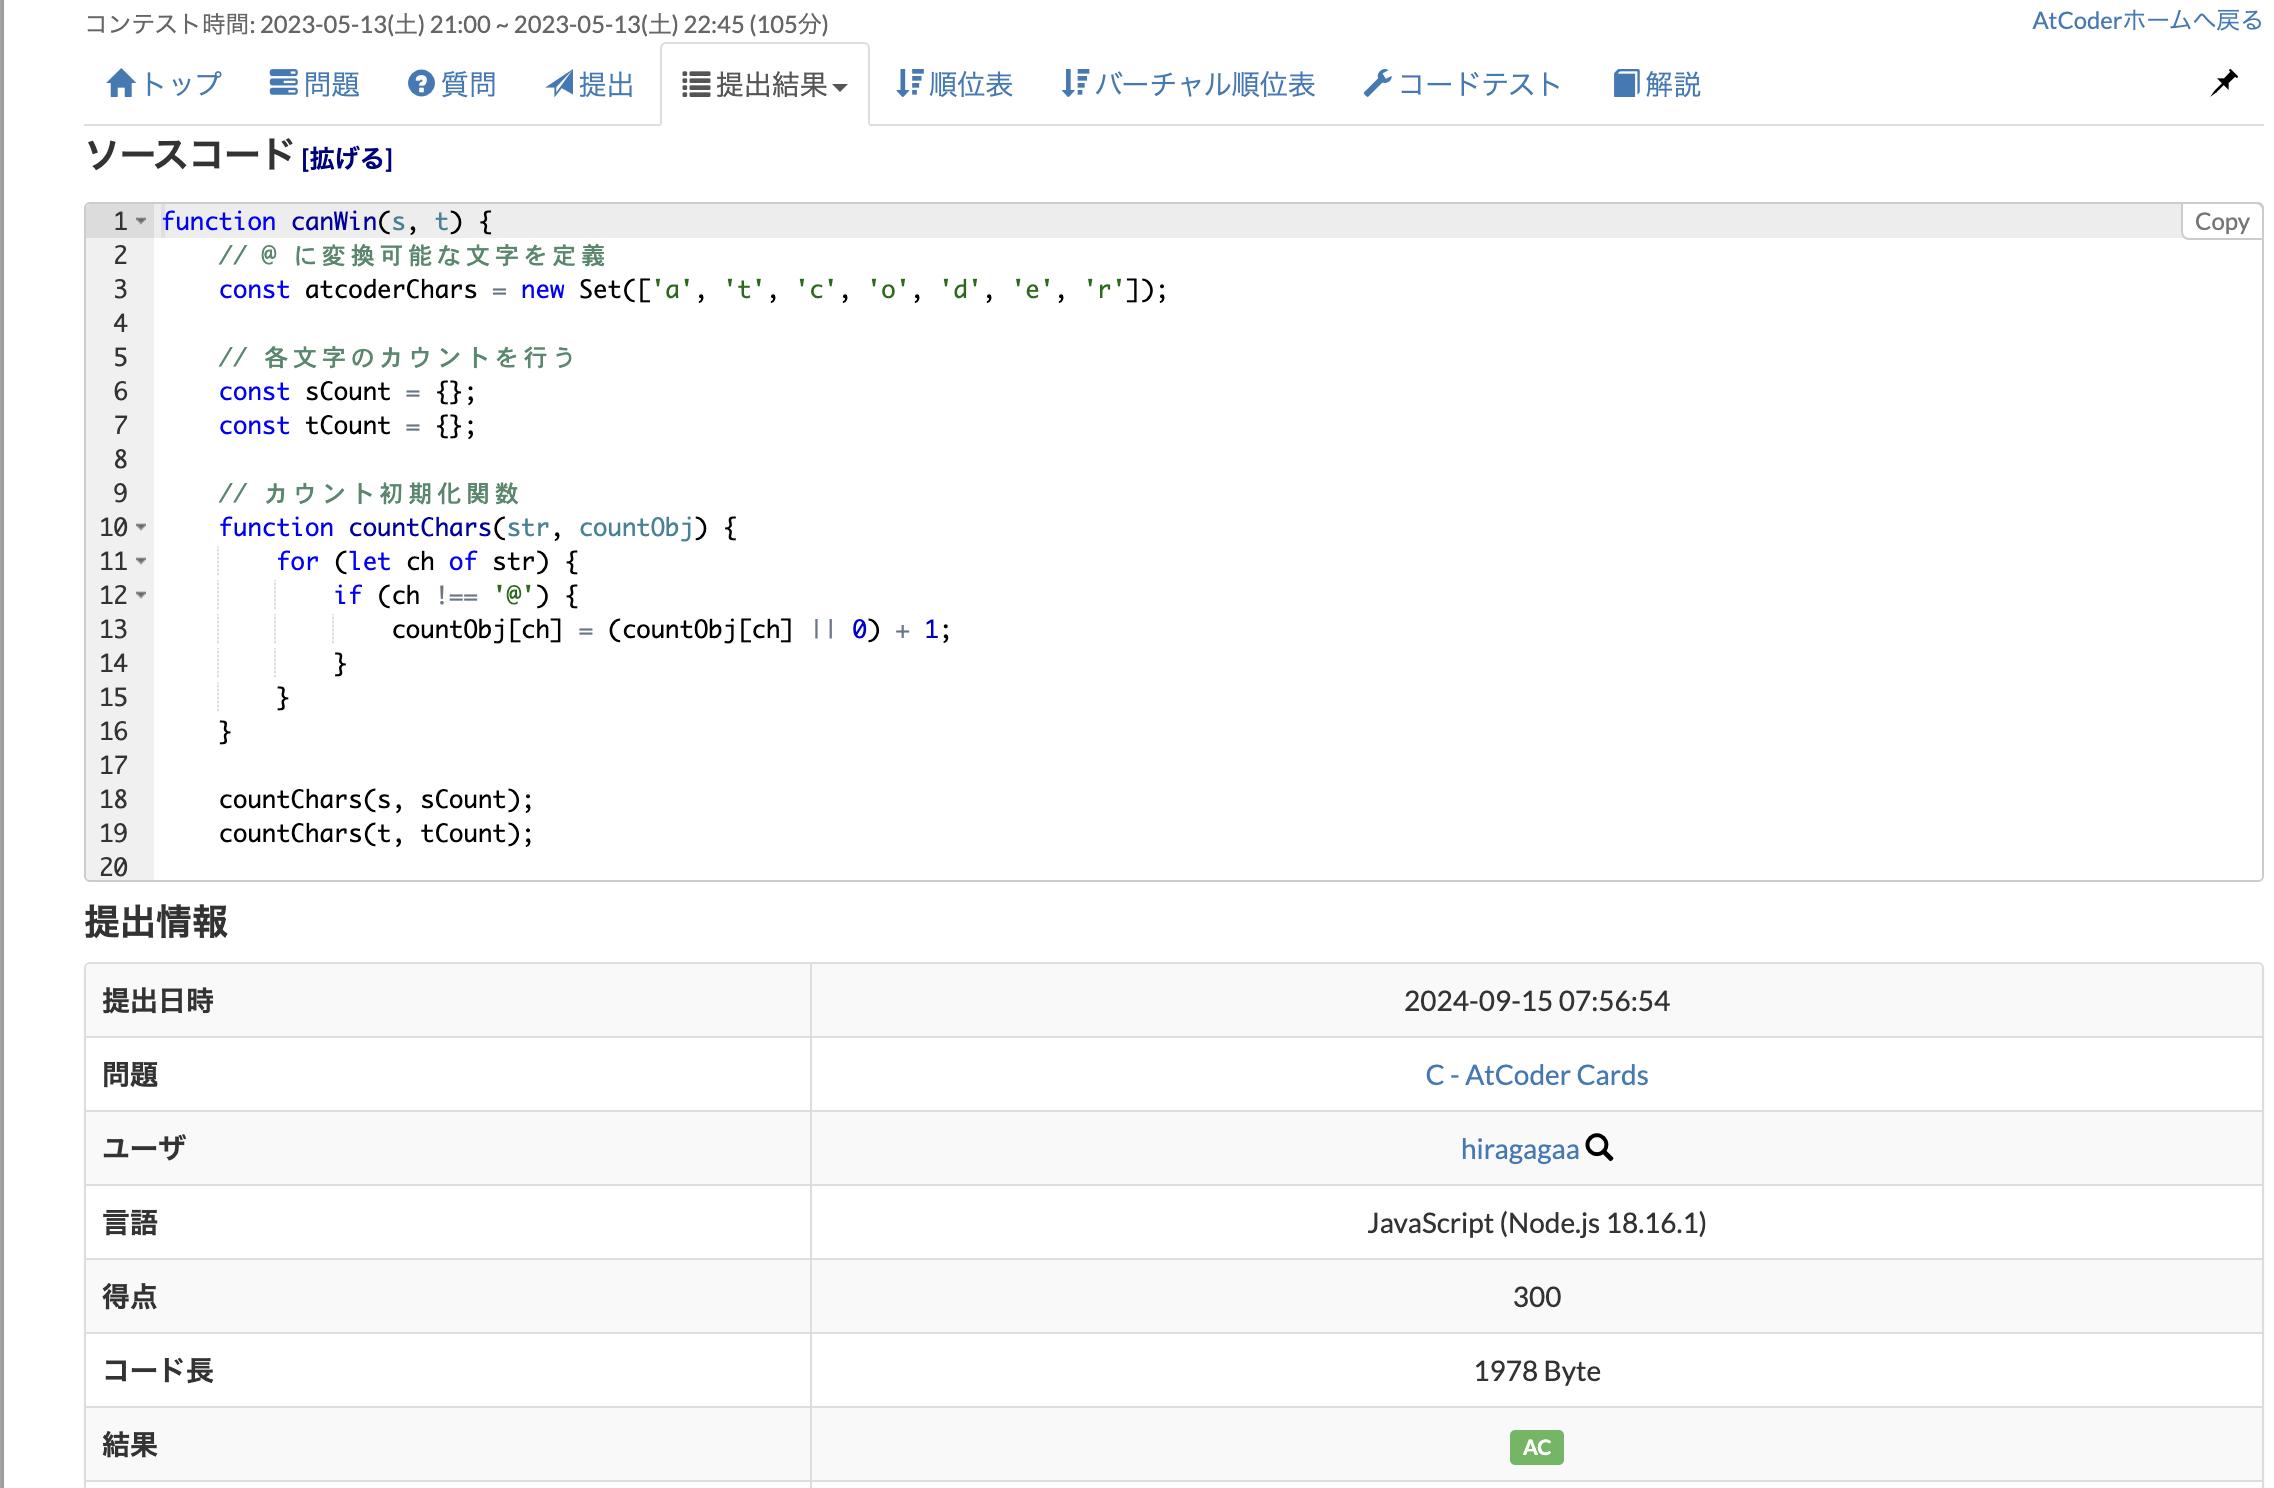 コンテスト時間: 2023-05-13(土) 21:00 ~ 2023-05-13(土) 22:45 (105分)
AtCoderホームへ戻る
トップ 問題 質問 提出 提出結果 順位表 バーチャル順位表 コードテスト 解説
ソースコード [拡げる]
Copy
1 function canWin(s, t) {
2     // @ に変換可能な文字を定義
3     const atcoderChars = new Set(['a', 't', 'c', 'o', 'd', 'e', 'r']);
4
5     // 各文字のカウントを行う
6     const sCount = {};
7     const tCount = {};
8
9     // カウント初期化関数
10     function countChars(str, countObj) {
11         for (let ch of str) {
12             if (ch !== '@') {
13                 countObj[ch] = (countObj[ch] || 0) + 1;
14             }
15         }
16     }
17
18     countChars(s, sCount);
19     countChars(t, tCount);
20
提出情報
提出日時 2024-09-15 07:56:54
問題 C - AtCoder Cards
ユーザ hiragagaa
言語 JavaScript (Node.js 18.16.1)
得点 300
コード長 1978 Byte
結果 AC